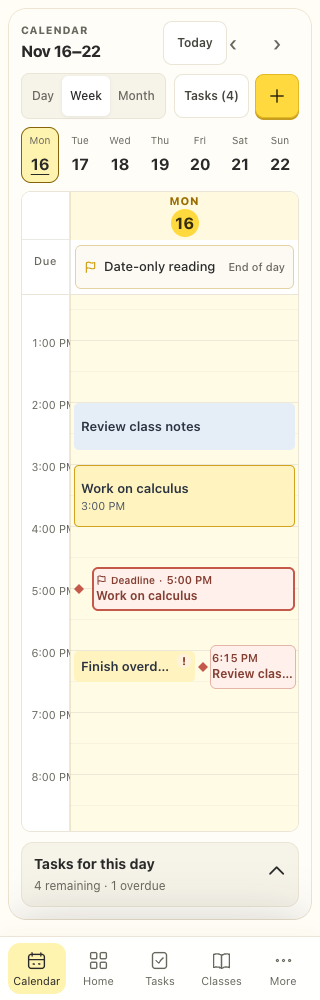 CALENDAR
Nov 16–22
Today
Day Week Month Tasks (4)
Mon Tue Wed Thu Fri Sat Sun
16 17 18 19 20 21 22
MON
16
Due
Date-only reading End of day
1:00 PM
2:00 PM
Review class notes
3:00 PM
Work on calculus
3:00 PM
4:00 PM
Deadline · 5:00 PM
5:00 PM
Work on calculus
6:00 PM
6:15 PM
Finish overd... !
Review clas...
7:00 PM
8:00 PM
Tasks for this day
4 remaining · 1 overdue
Calendar Home Tasks Classes More